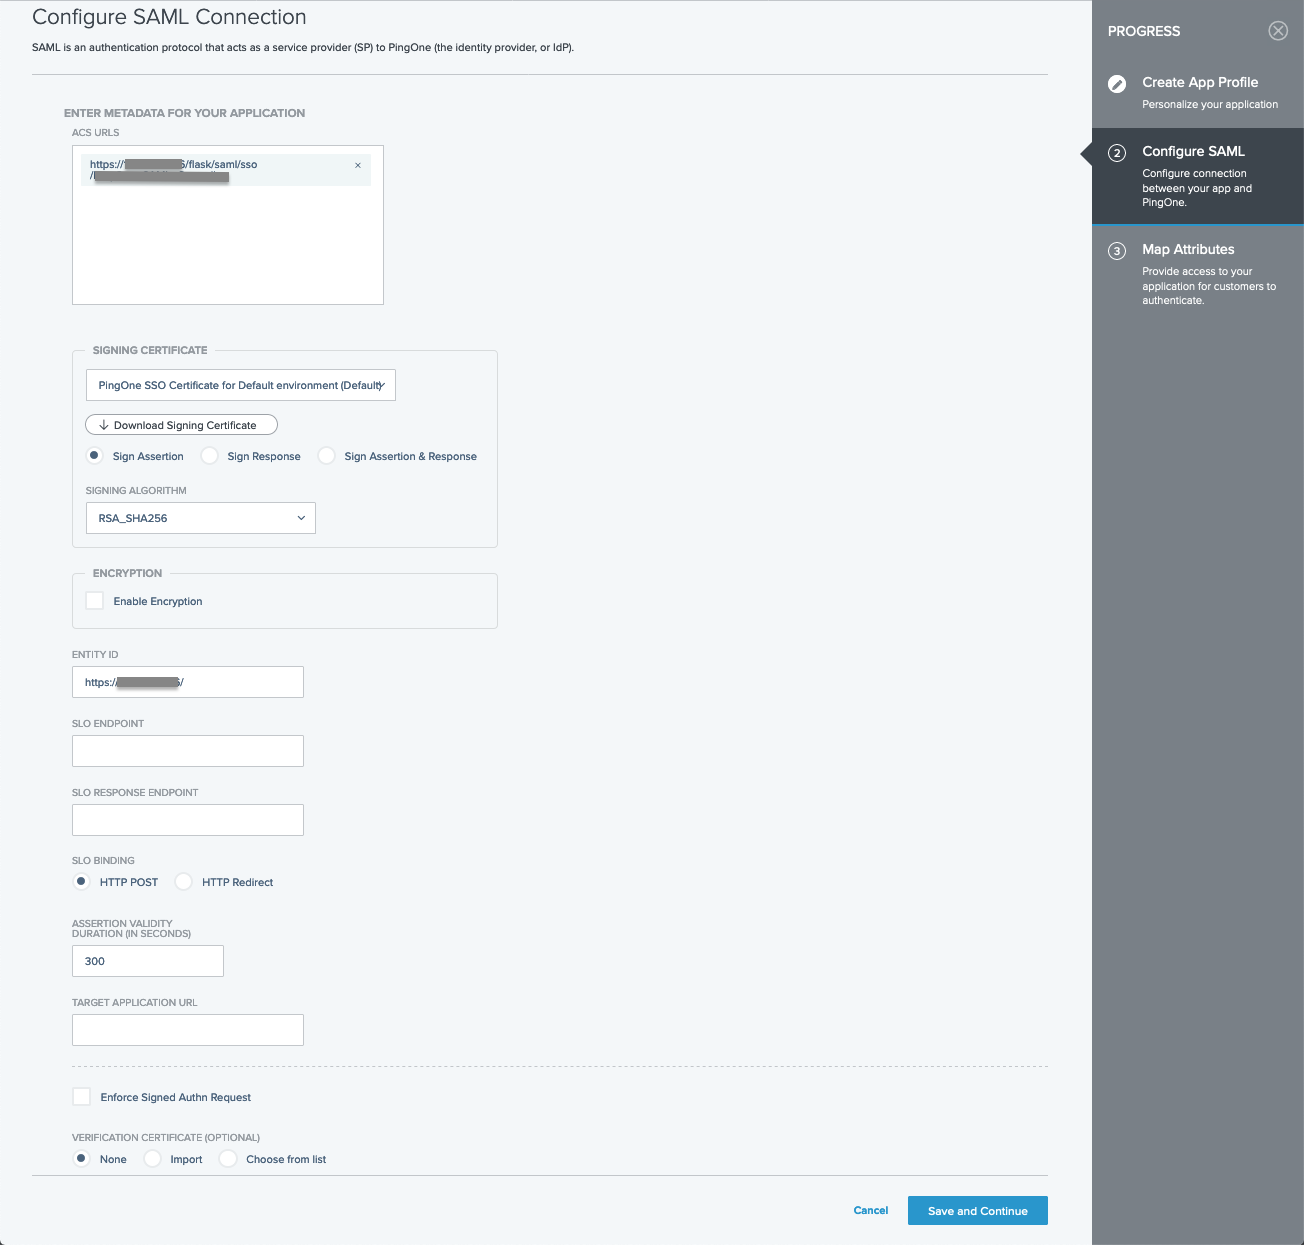 Configure SAML Connection
SAML is an authentication protocol that acts as a service provider (SP) to PingOne (the identity provider, or IdP).
ENTER METADATA FOR YOUR APPLICATION
ACS URLS
https:// /flask/saml/sso
/
×
SIGNING CERTIFICATE
PingOne SSO Certificate for Default environment (Default)
Download Signing Certificate
Sign Assertion Sign Response Sign Assertion & Response
SIGNING ALGORITHM
RSA_SHA256
ENCRYPTION
Enable Encryption
ENTITY ID
https:// /
SLO ENDPOINT
SLO RESPONSE ENDPOINT
SLO BINDING
HTTP POST HTTP Redirect
ASSERTION VALIDITY
DURATION (IN SECONDS)
300
TARGET APPLICATION URL
Enforce Signed Authn Request
VERIFICATION CERTIFICATE (OPTIONAL)
None Import Choose from list
Cancel Save and Continue
PROGRESS
Create App Profile
Personalize your application
2 Configure SAML
Configure connection
between your app and
PingOne.
3 Map Attributes
Provide access to your
application for customers to
authenticate.